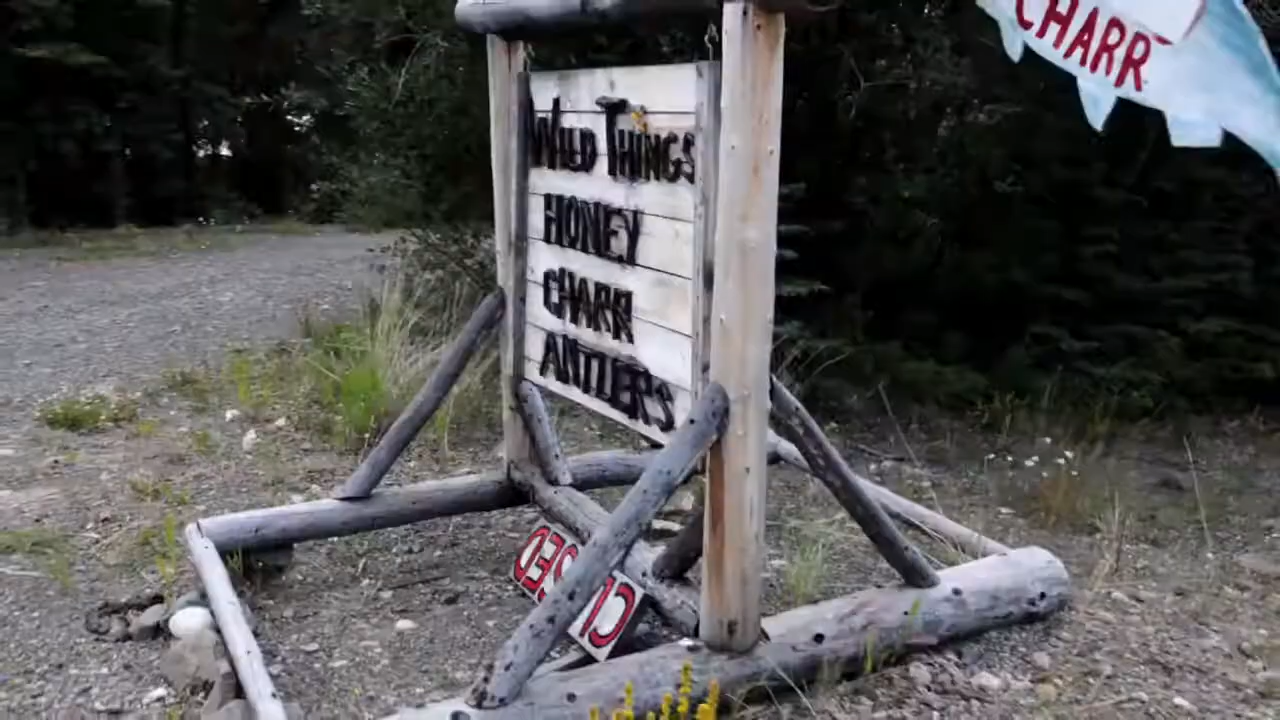 CHARR
WILD THINGS
HONEY
CHARR
ANTLERS
CLOSED